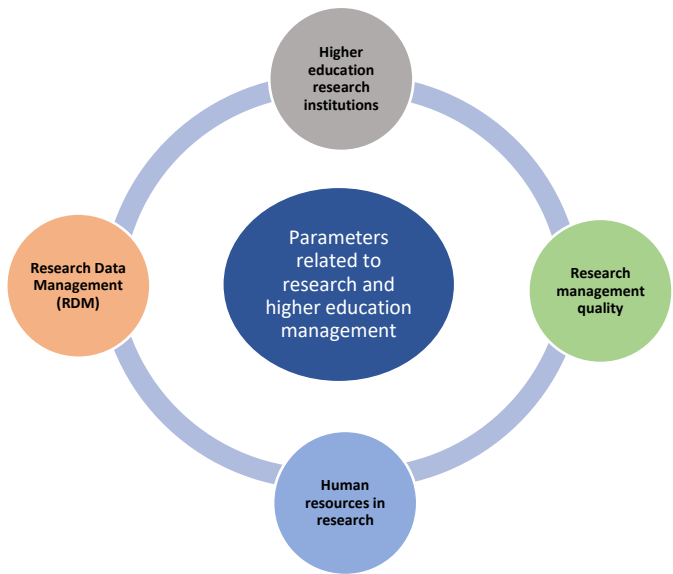 Higher
education
research
institutions
Parameters
related to
research and
higher education
management
Research Data
Management
(RDM)
Research
management
quality
Human
resources in
research